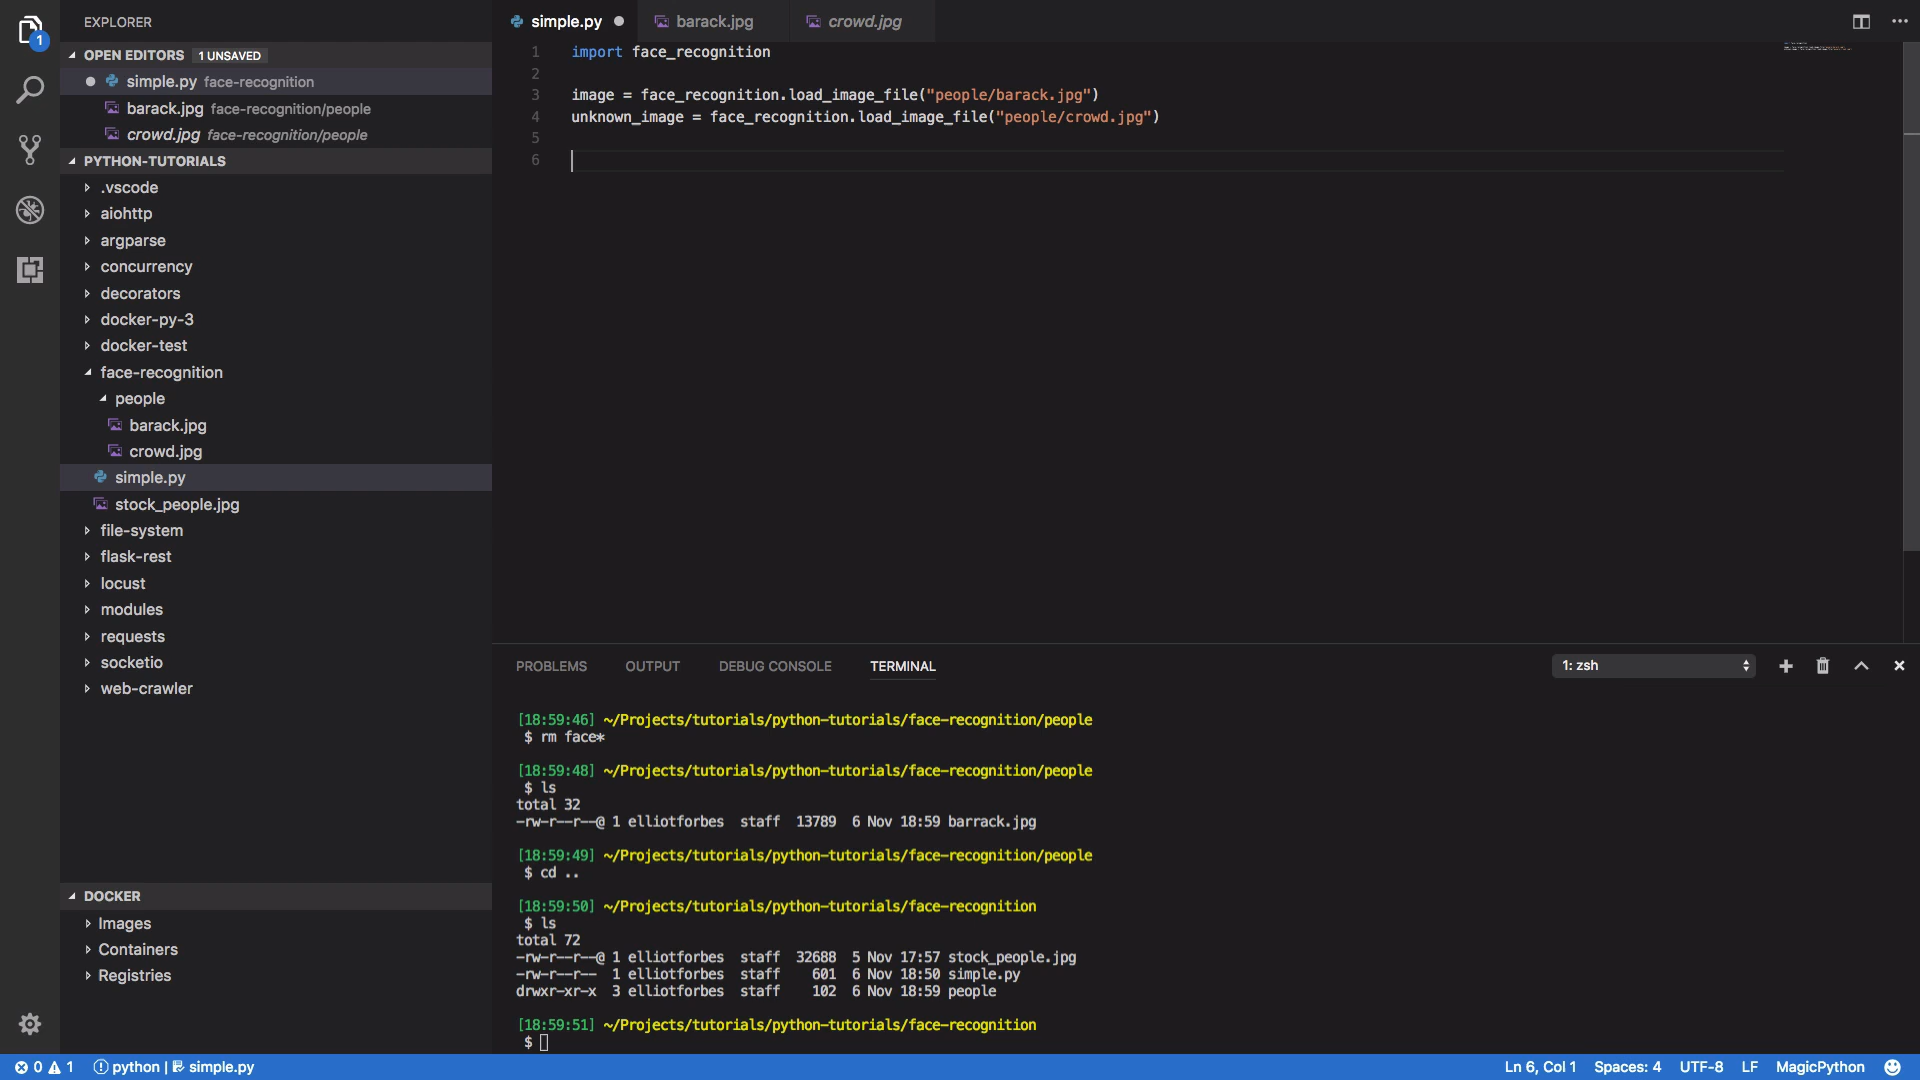 1
EXPLORER
OPEN EDITORS 1 UNSAVED
simple.py face-recognition
barack.jpg face-recognition/people
crowd.jpg face-recognition/people
PYTHON-TUTORIALS
.vscode
aiohttp
argparse
concurrency
decorators
docker-py-3
docker-test
face-recognition
people
barack.jpg
crowd.jpg
simple.py
stock_people.jpg
file-system
flask-rest
locust
modules
requests
socketio
web-crawler
DOCKER
Images
Containers
Registries
simple.py barack.jpg crowd.jpg
1 import face_recognition
2
3 image = face_recognition.load_image_file("people/barack.jpg")
4 unknown_image = face_recognition.load_image_file("people/crowd.jpg")
5
6
PROBLEMS OUTPUT DEBUG CONSOLE TERMINAL 1: zsh
[18:59:46] ~/Projects/tutorials/python-tutorials/face-recognition/people
$ rm face*
[18:59:48] ~/Projects/tutorials/python-tutorials/face-recognition/people
$ ls
total 32
-rw-r--r--@ 1 elliotforbes staff 13789 6 Nov 18:59 barrack.jpg
[18:59:49] ~/Projects/tutorials/python-tutorials/face-recognition/people
$ cd ..
[18:59:50] ~/Projects/tutorials/python-tutorials/face-recognition
$ ls
total 72
-rw-r--r--@ 1 elliotforbes staff 32688 5 Nov 17:57 stock_people.jpg
-rw-r--r-- 1 elliotforbes staff 601 6 Nov 18:50 simple.py
drwxr-xr-x 3 elliotforbes staff 102 6 Nov 18:59 people
[18:59:51] ~/Projects/tutorials/python-tutorials/face-recognition
$
0 1 python | simple.py Ln 6, Col 1 Spaces: 4 UTF-8 LF MagicPython